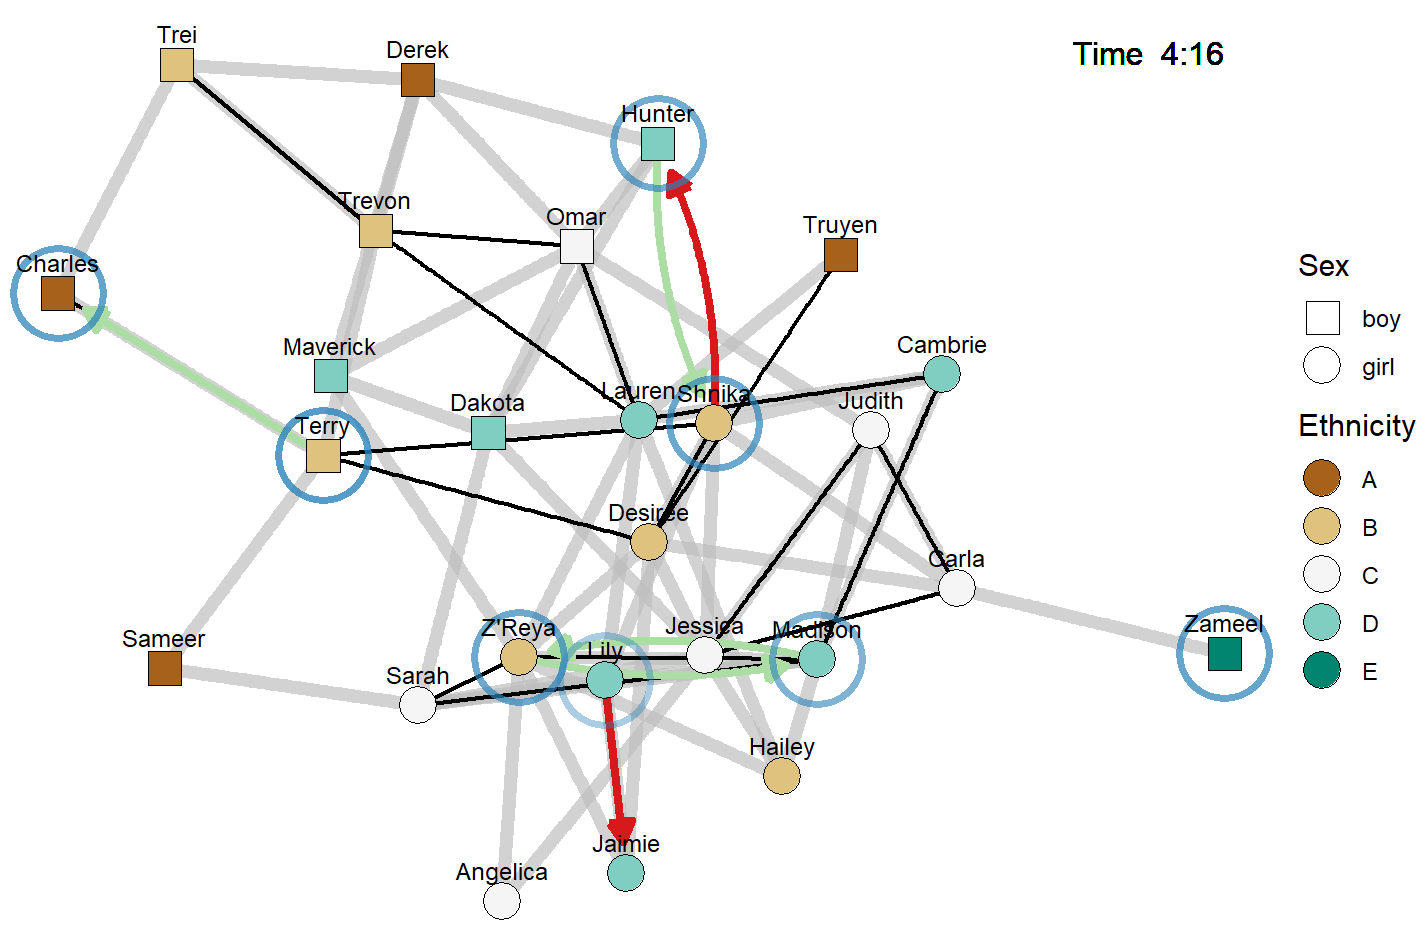 Trei
Derek
Time 4:16
Hunter
Trevon
Omar
Truyen
Charles
Sex
boy
girl
Maverick
Cambrie
Dakota
Lauren
Shnika
Judith
Terry
Ethnicity
A
B
C
D
E
Desiree
Carla
Sameer
Z'Reya
Lily
Jessica
Madison
Zameel
Sarah
Hailey
Jaimie
Angelica